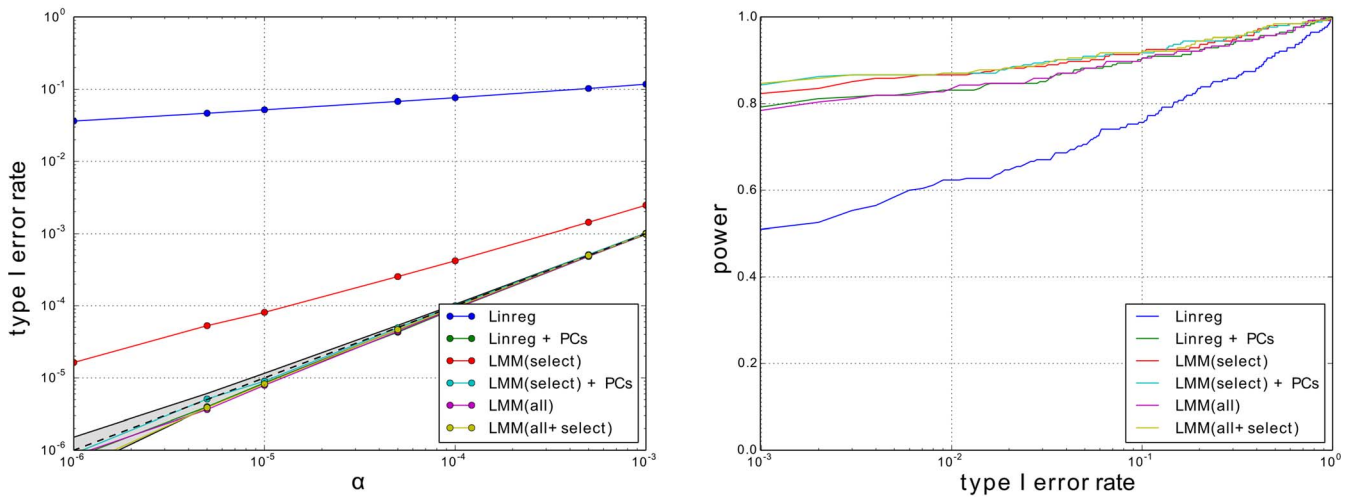 10^0
10^-1
10^-2
10^-3
10^-4
10^-5
10^-6
type I error rate
10^-6
10^-5
10^-4
10^-3
α
Linreg
Linreg + PCs
LMM(select)
LMM(select) + PCs
LMM(all)
LMM(all+select)
1.0
0.8
0.6
0.4
0.2
0.0
power
10^-3
10^-2
10^-1
10^0
type I error rate
Linreg
Linreg + PCs
LMM(select)
LMM(select) + PCs
LMM(all)
LMM(all+select)